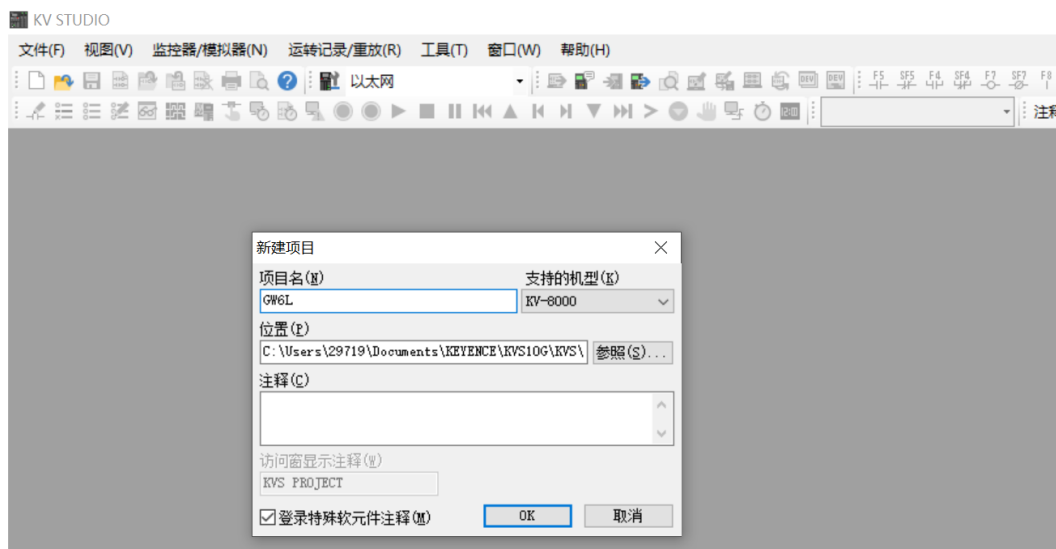 KV STUDIO
文件(F) 视图(V) 监控器/模拟器(N) 运转记录/重放(R) 工具(T) 窗口(W) 帮助(H)
以太网 F5 SF5 F4 SF4 F7 SF7 F8
新建项目
项目名(N) 支持的机型(K)
GW6L KV-8000
位置(P)
C:\Users\29719\Documents\KEYENCE\KVS10G\KVS\ 参照(S)...
注释(C)
访问窗显示注释(W)
KVS PROJECT
登录特殊软元件注释(M) OK 取消